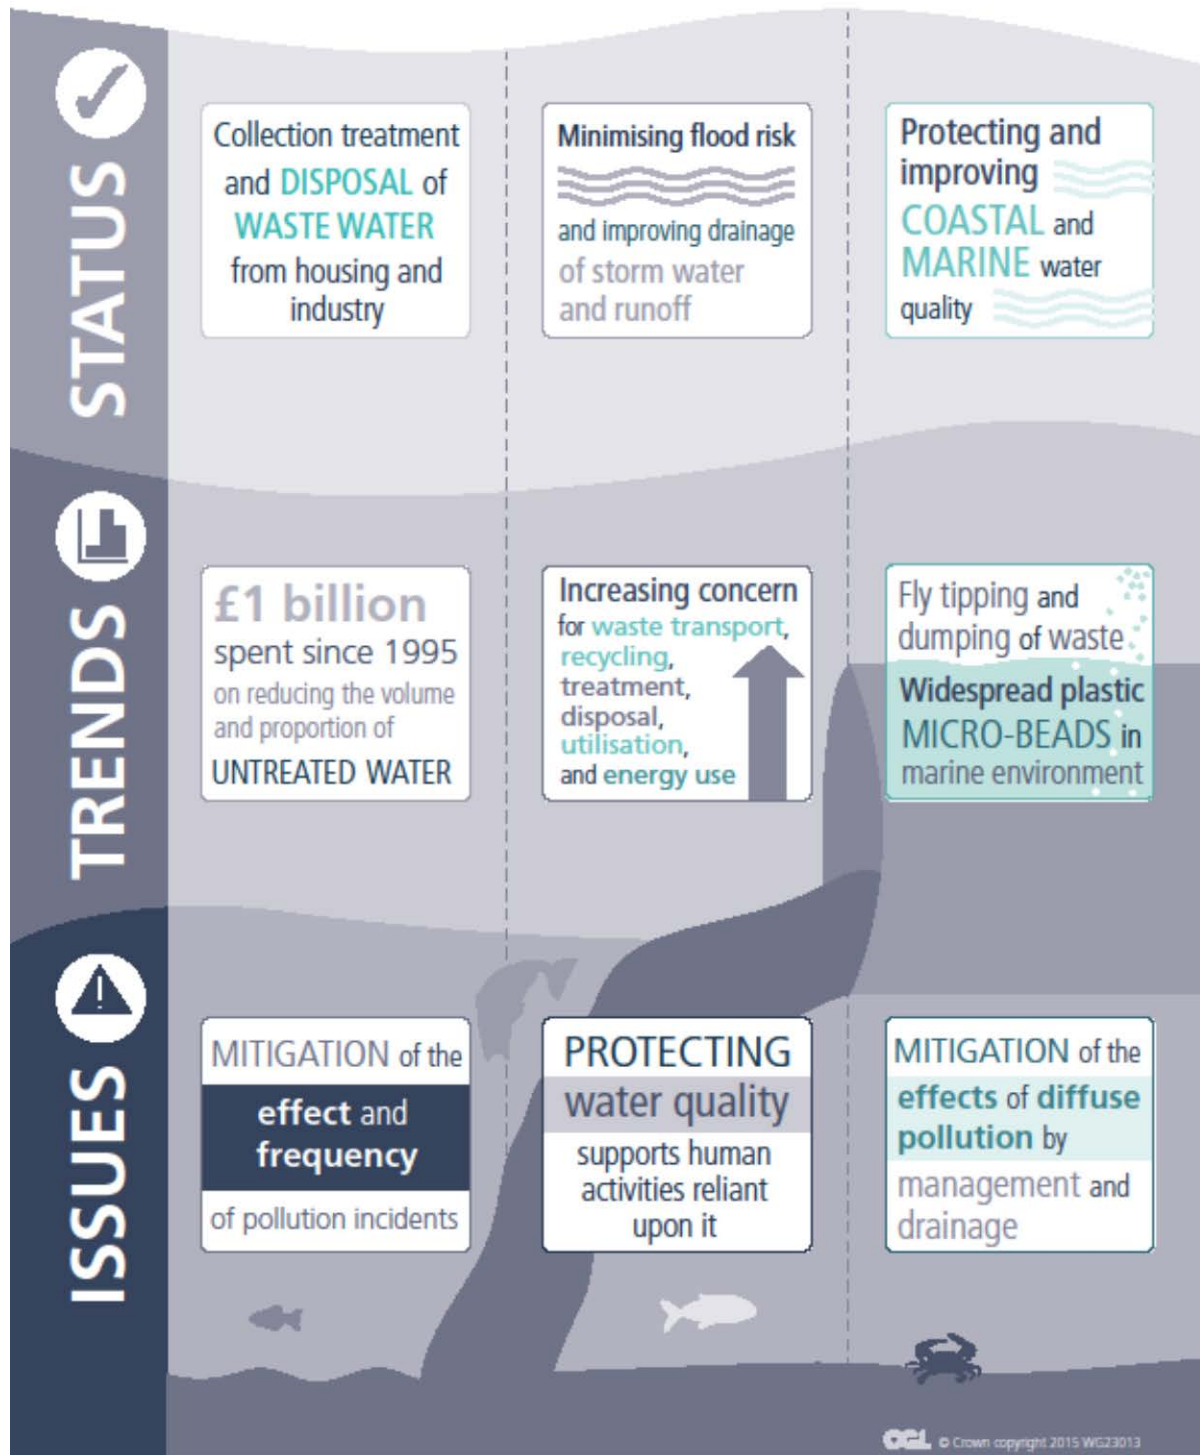 STATUS
Collection treatment
and DISPOSAL of
WASTE WATER
from housing and
industry
Minimising flood risk
and improving drainage
of storm water
and runoff
Protecting and
improving
COASTAL and
MARINE water
quality
TRENDS
£1 billion
spent since 1995
on reducing the volume
and proportion of
UNTREATED WATER
Increasing concern
for waste transport,
recycling,
treatment,
disposal,
utilisation,
and energy use
Fly tipping and
dumping of waste
Widespread plastic
MICRO-BEADS in
marine environment
ISSUES
MITIGATION of the
effect and
frequency
of pollution incidents
PROTECTING
water quality
supports human
activities reliant
upon it
MITIGATION of the
effects of diffuse
pollution by
management and
drainage
OGL © Crown copyright 2015 WG23013